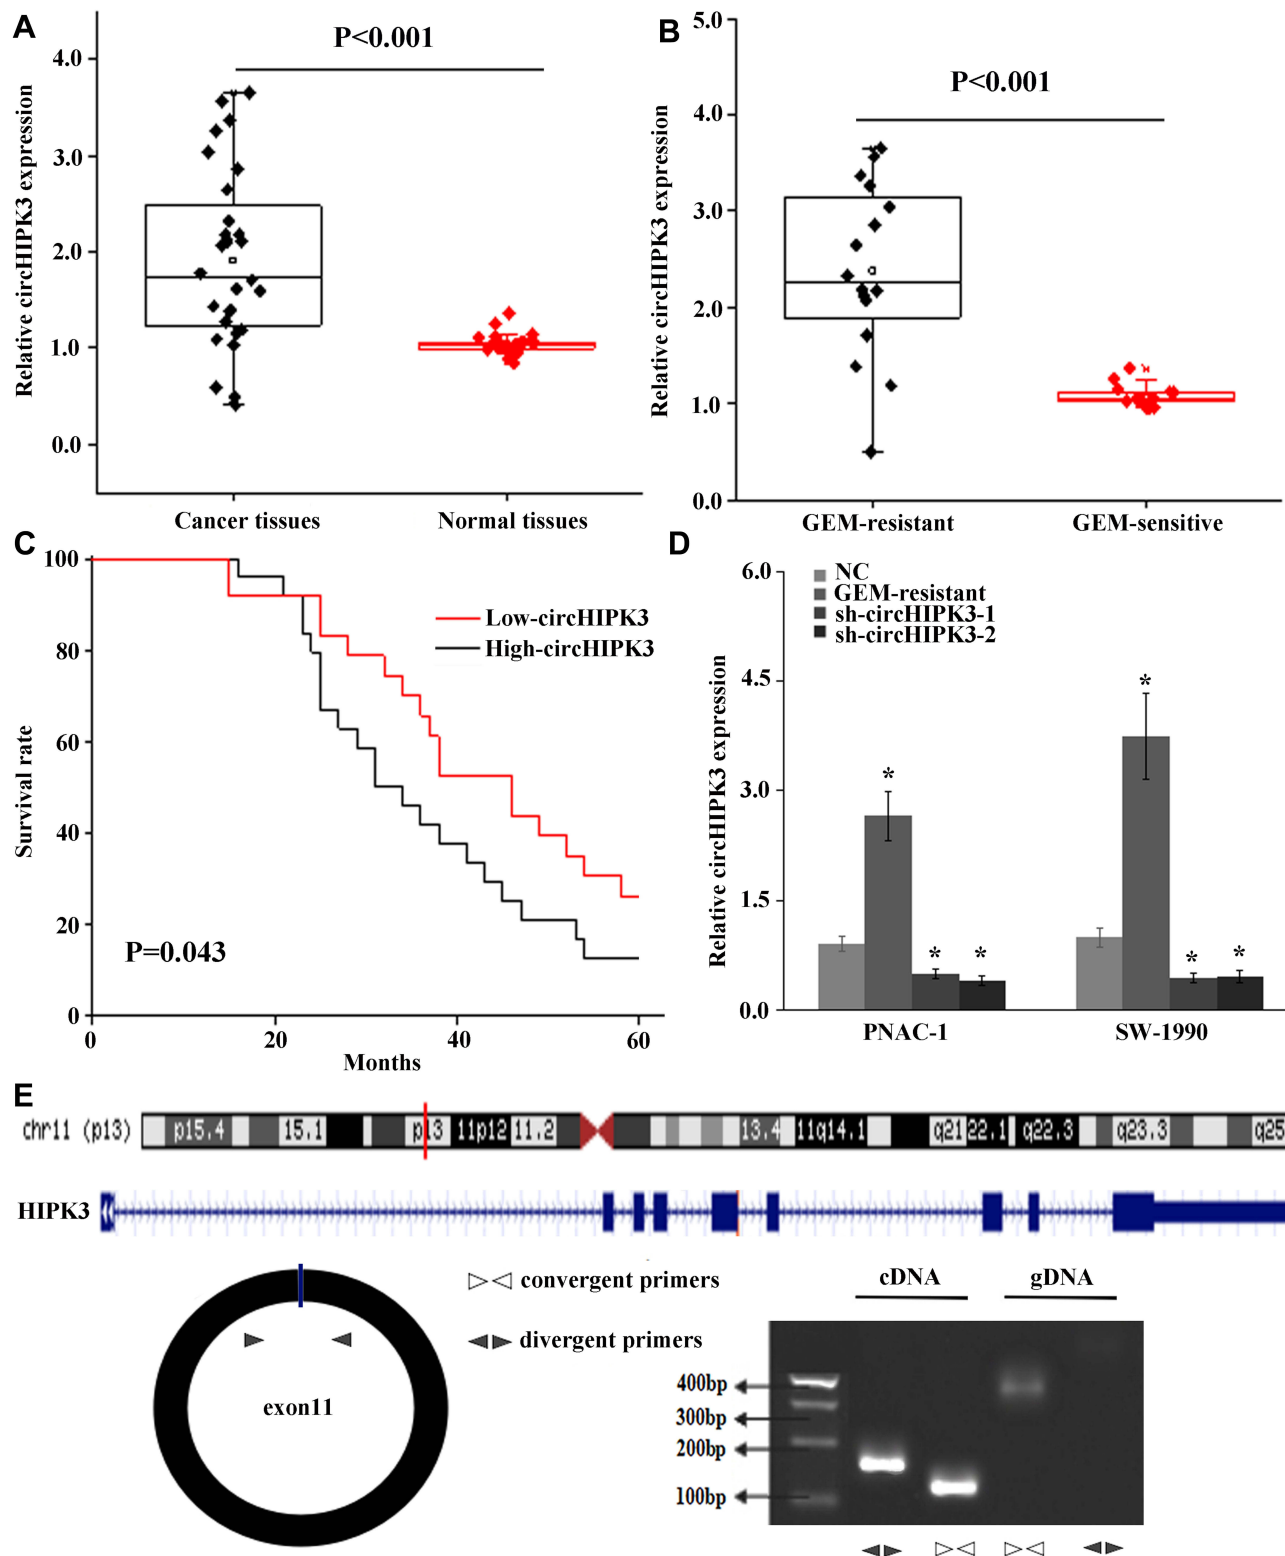 A
P<0.001
4.0
3.0
2.0
1.0
0.0
Relative circHIPK3 expression
Cancer tissues
Normal tissues
B
P<0.001
5.0
4.0
3.0
2.0
1.0
0.0
Relative circHIPK3 expression
GEM-resistant
GEM-sensitive
C
100
80
60
40
20
0
Survival rate
Low-circHIPK3
High-circHIPK3
P=0.043
0
20
40
60
Months
D
6.0
4.5
3.0
1.5
0.0
Relative circHIPK3 expression
NC
GEM-resistant
sh-circHIPK3-1
sh-circHIPK3-2
*
*
*
*
*
*
PNAC-1
SW-1990
E
chr11 (p13)
p15.4
15.1
p13
11p12
11.2
13.4
11q14.1
q21
22.1
q22.3
q23.3
q25
HIPK3
exon11
convergent primers
divergent primers
cDNA
gDNA
400bp
300bp
200bp
100bp